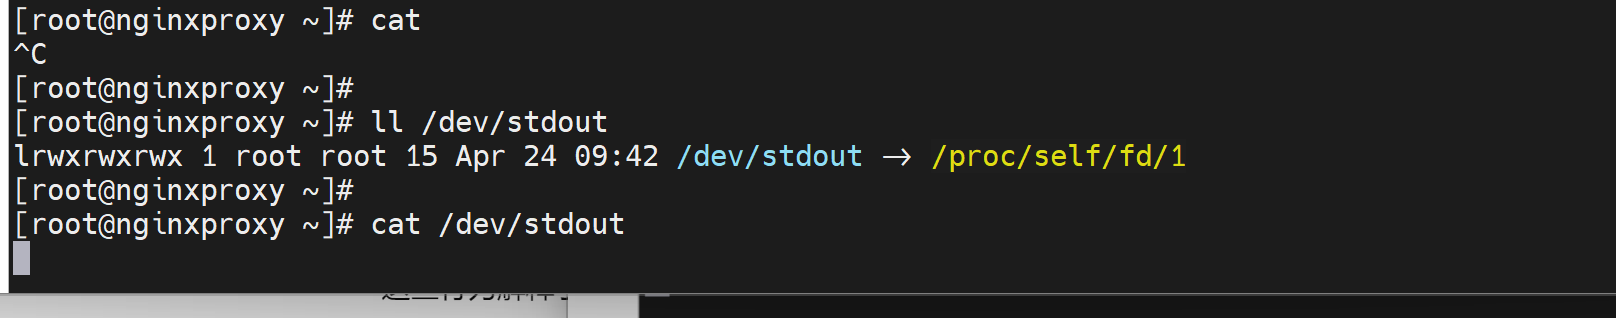 [root@nginxproxy ~]# cat
^C
[root@nginxproxy ~]#
[root@nginxproxy ~]# ll /dev/stdout
lrwxrwxrwx 1 root root 15 Apr 24 09:42 /dev/stdout -> /proc/self/fd/1
[root@nginxproxy ~]#
[root@nginxproxy ~]# cat /dev/stdout